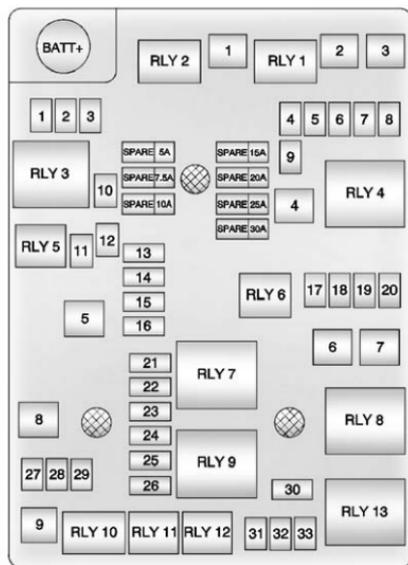 BATT+
RLY 2
1
RLY 1
2
3
1
2
3
4
5
6
7
8
SPARE 5A
SPARE 15A
9
RLY 3
SPARE 7.5A
SPARE 20A
RLY 4
10
SPARE 10A
SPARE 25A
4
SPARE 30A
RLY 5
11
12
13
14
15
16
5
RLY 6
17
18
19
20
6
7
21
22
23
24
25
26
RLY 7
8
RLY 8
RLY 9
27
28
29
30
RLY 13
9
RLY 10
RLY 11
RLY 12
31
32
33